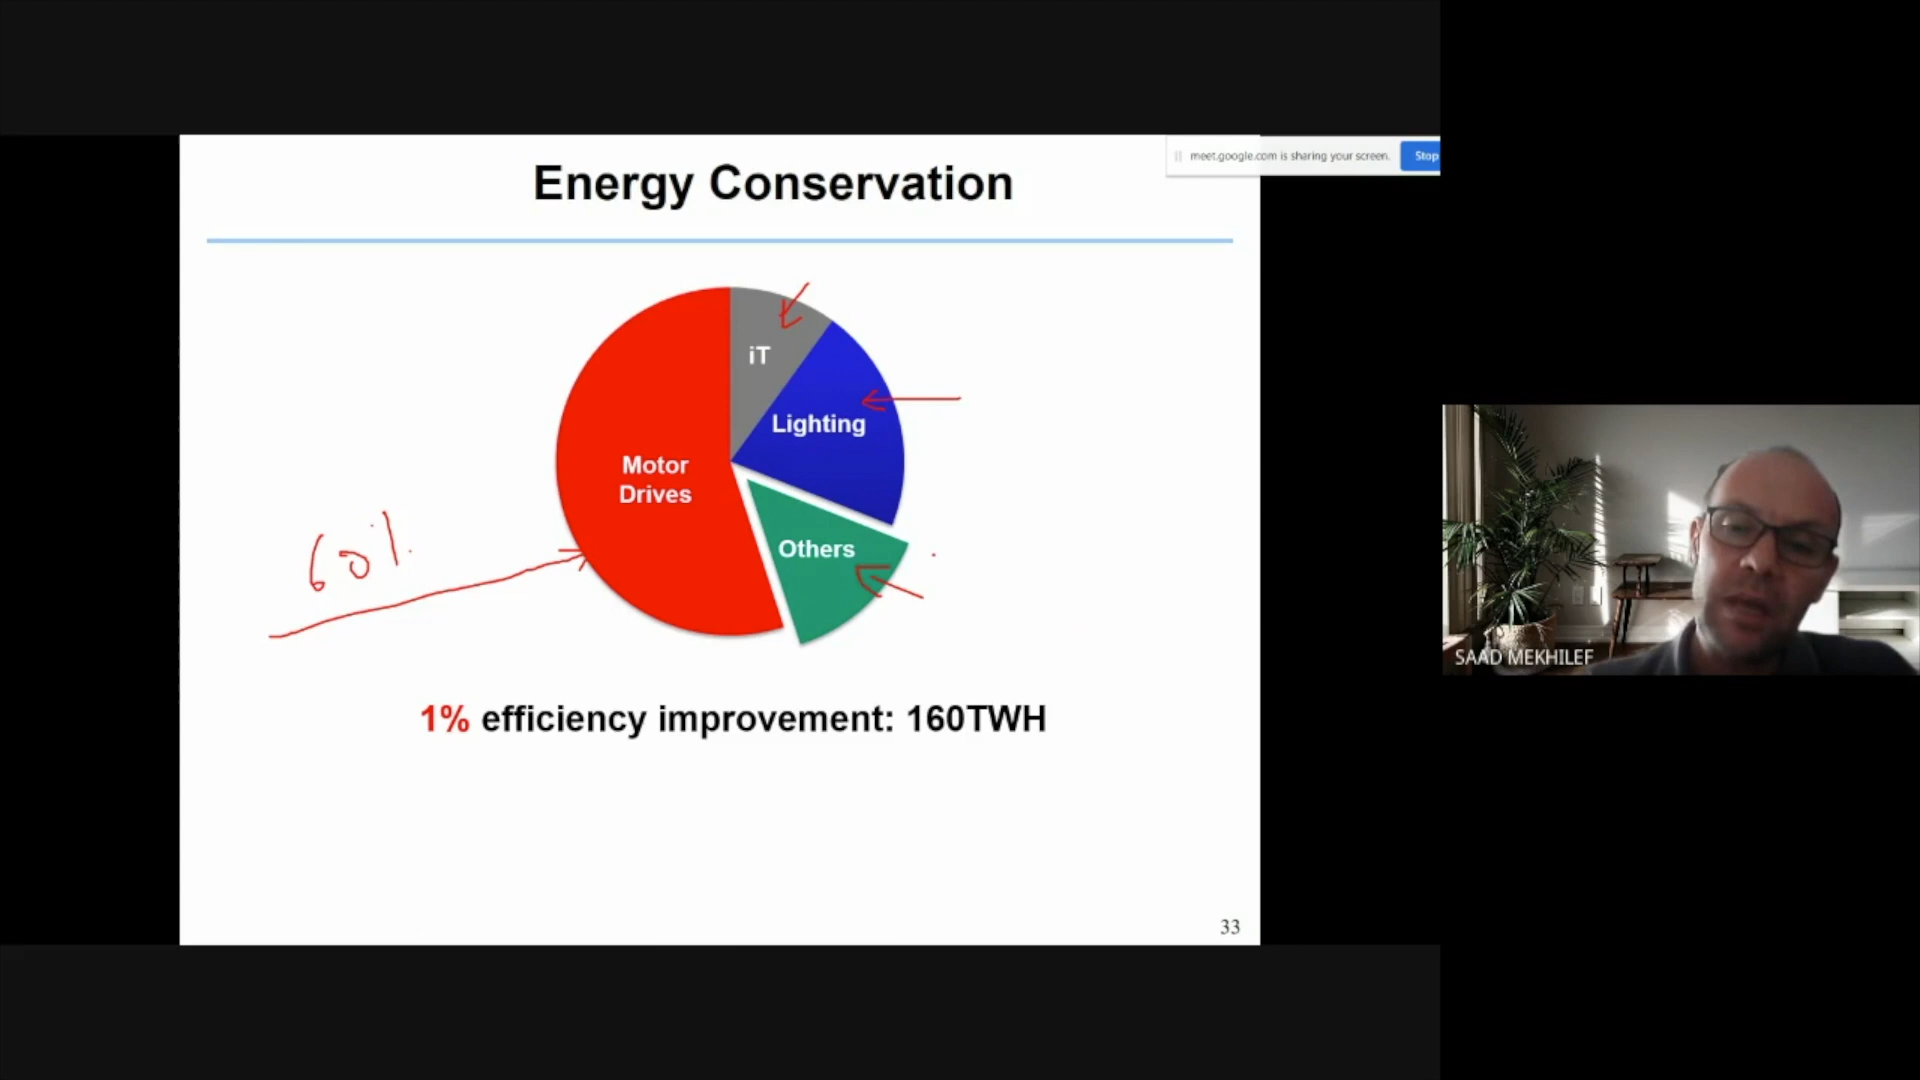 Energy Conservation
meet.google.com is sharing your screen.
Stop
iT
Lighting
Motor
Drives
Others
60%
1% efficiency improvement: 160TWH
33
SAAD MEKHILEF